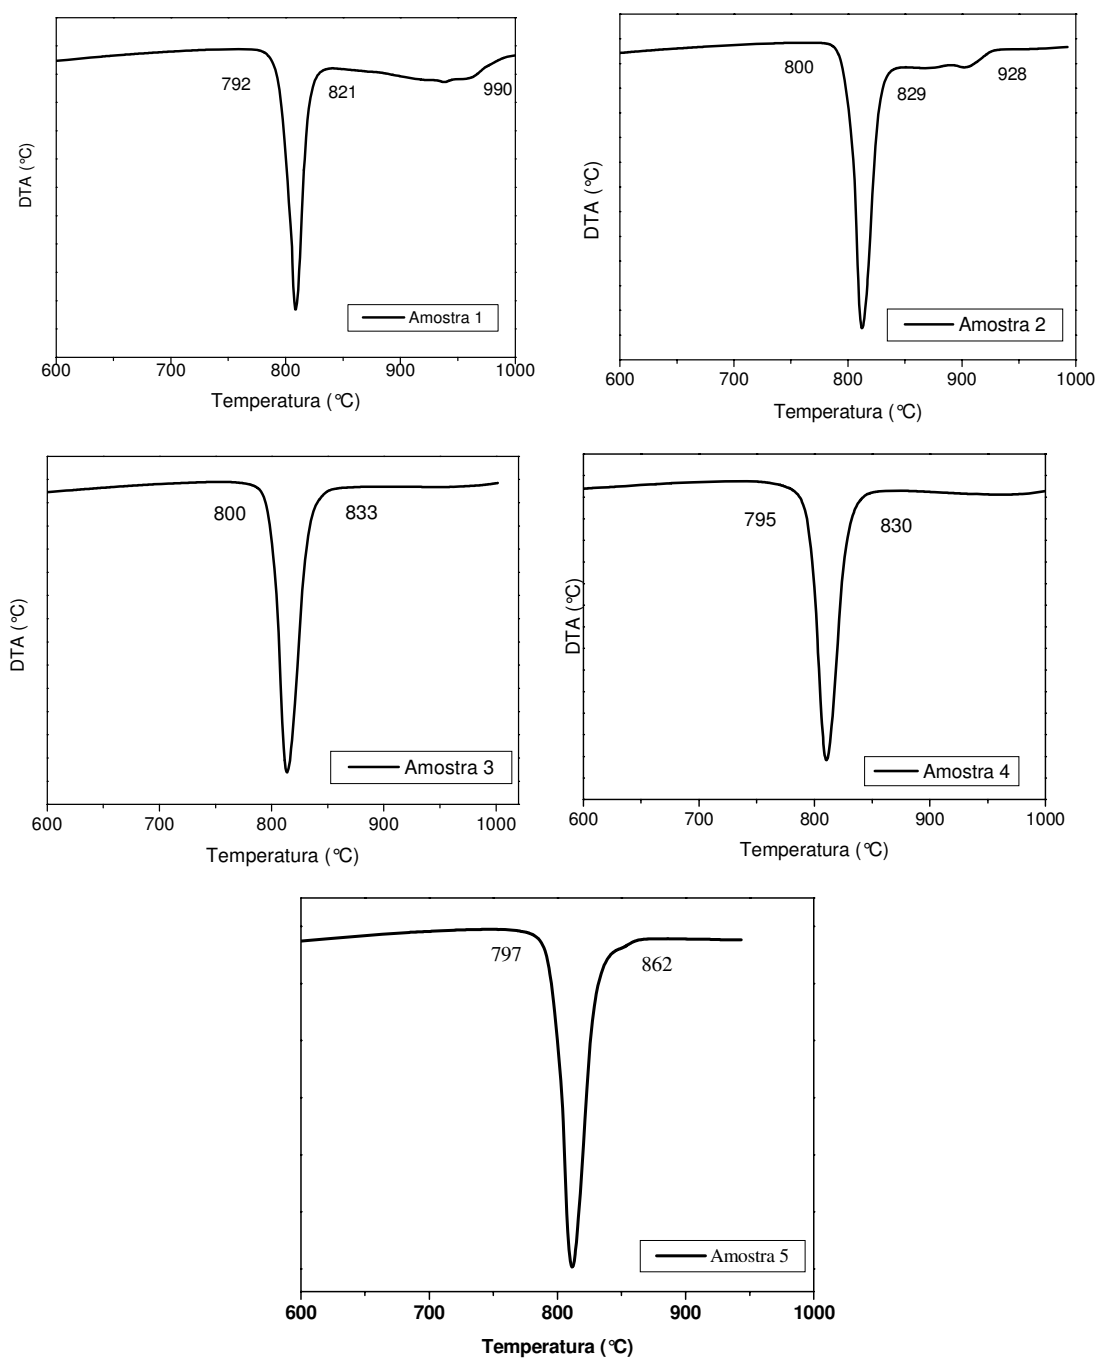 792
821
990
DTA (°C)
Amostra 1
600
700
800
900
1000
Temperatura (°C)
800
829
928
DTA (°C)
Amostra 2
600
700
800
900
1000
Temperatura (°C)
800
833
DTA (°C)
Amostra 3
600
700
800
900
1000
Temperatura (°C)
795
830
DTA (°C)
Amostra 4
600
700
800
900
1000
Temperatura (°C)
797
862
Amostra 5
600
700
800
900
1000
Temperatura (°C)